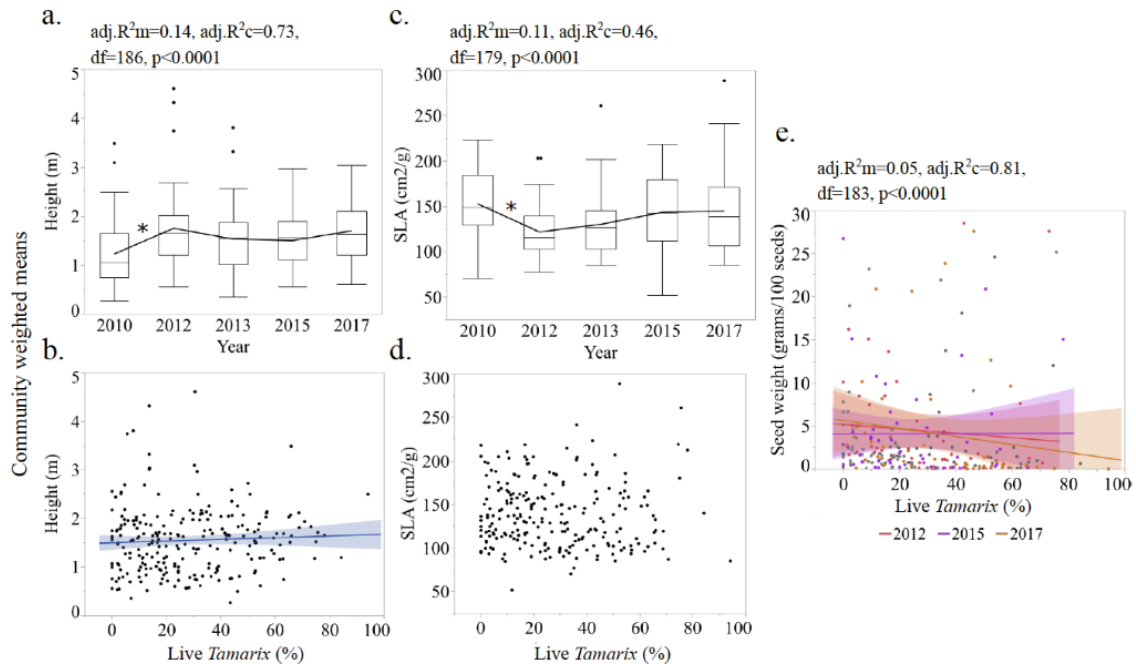 a.
adj.R²m=0.14, adj.R²c=0.73,
df=186, p<0.0001
5
4
3
2
1
0
Height (m)
*
2010 2012 2013 2015 2017
Year
c.
adj.R²m=0.11, adj.R²c=0.46,
df=179, p<0.0001
300
250
200
150
100
50
SLA (cm2/g)
*
2010 2012 2013 2015 2017
Year
Community weighted means
b.
5
4
3
2
1
0
Height (m)
0 20 40 60 80 100
Live Tamarix (%)
d.
300
250
200
150
100
50
SLA (cm2/g)
0 20 40 60 80 100
Live Tamarix (%)
e.
adj.R²m=0.05, adj.R²c=0.81,
df=183, p<0.0001
30
25
20
15
10
5
0
Seed weight (grams/100 seeds)
0 20 40 60 80 100
Live Tamarix (%)
2012 2015 2017